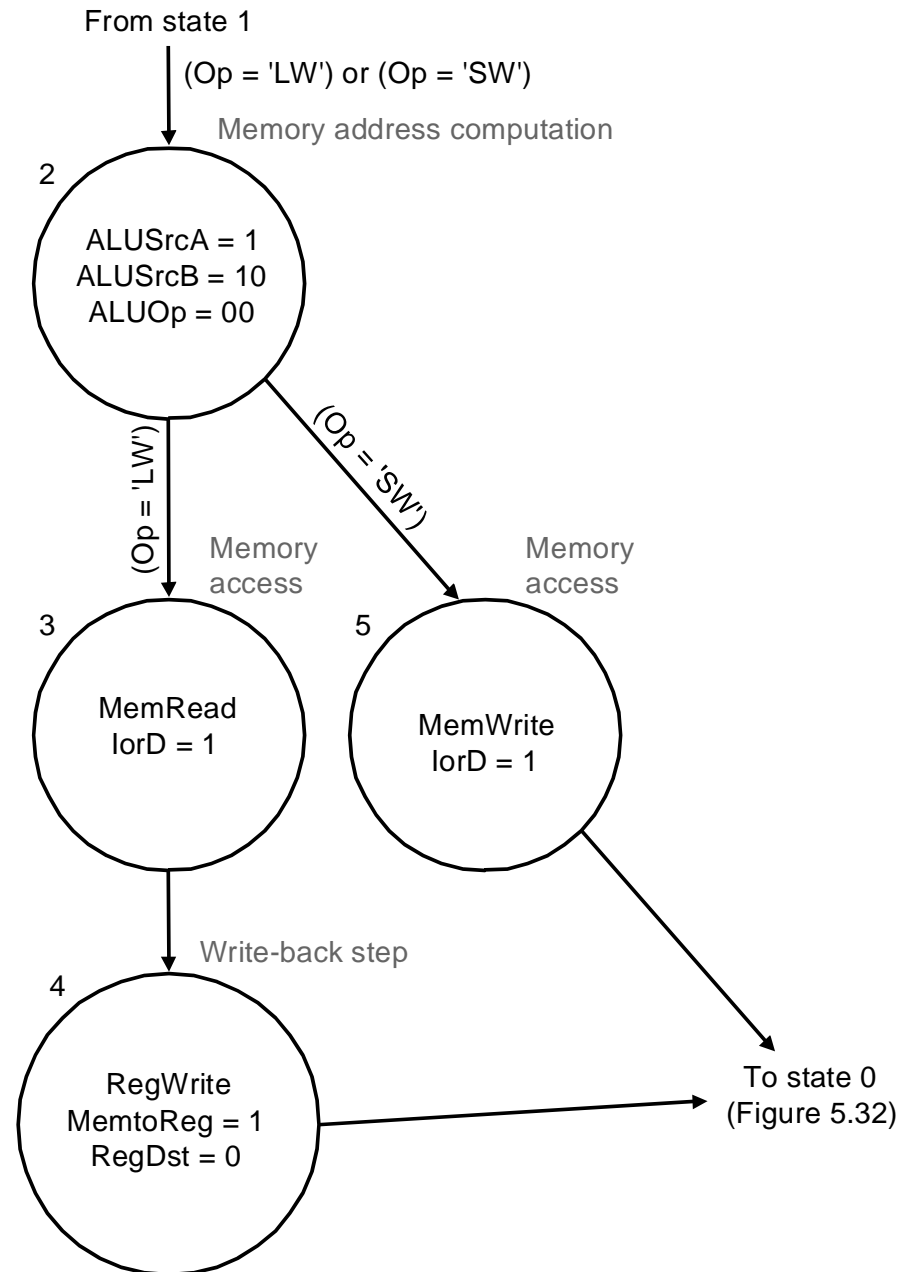 From state 1
(Op = 'LW') or (Op = 'SW')
Memory address computation
2
ALUSrcA = 1
ALUSrcB = 10
ALUOp = 00
(Op = 'LW')
(Op = 'SW')
Memory
access
Memory
access
3
5
MemRead
IorD = 1
MemWrite
IorD = 1
Write-back step
4
RegWrite
MemtoReg = 1
RegDst = 0
To state 0
(Figure 5.32)